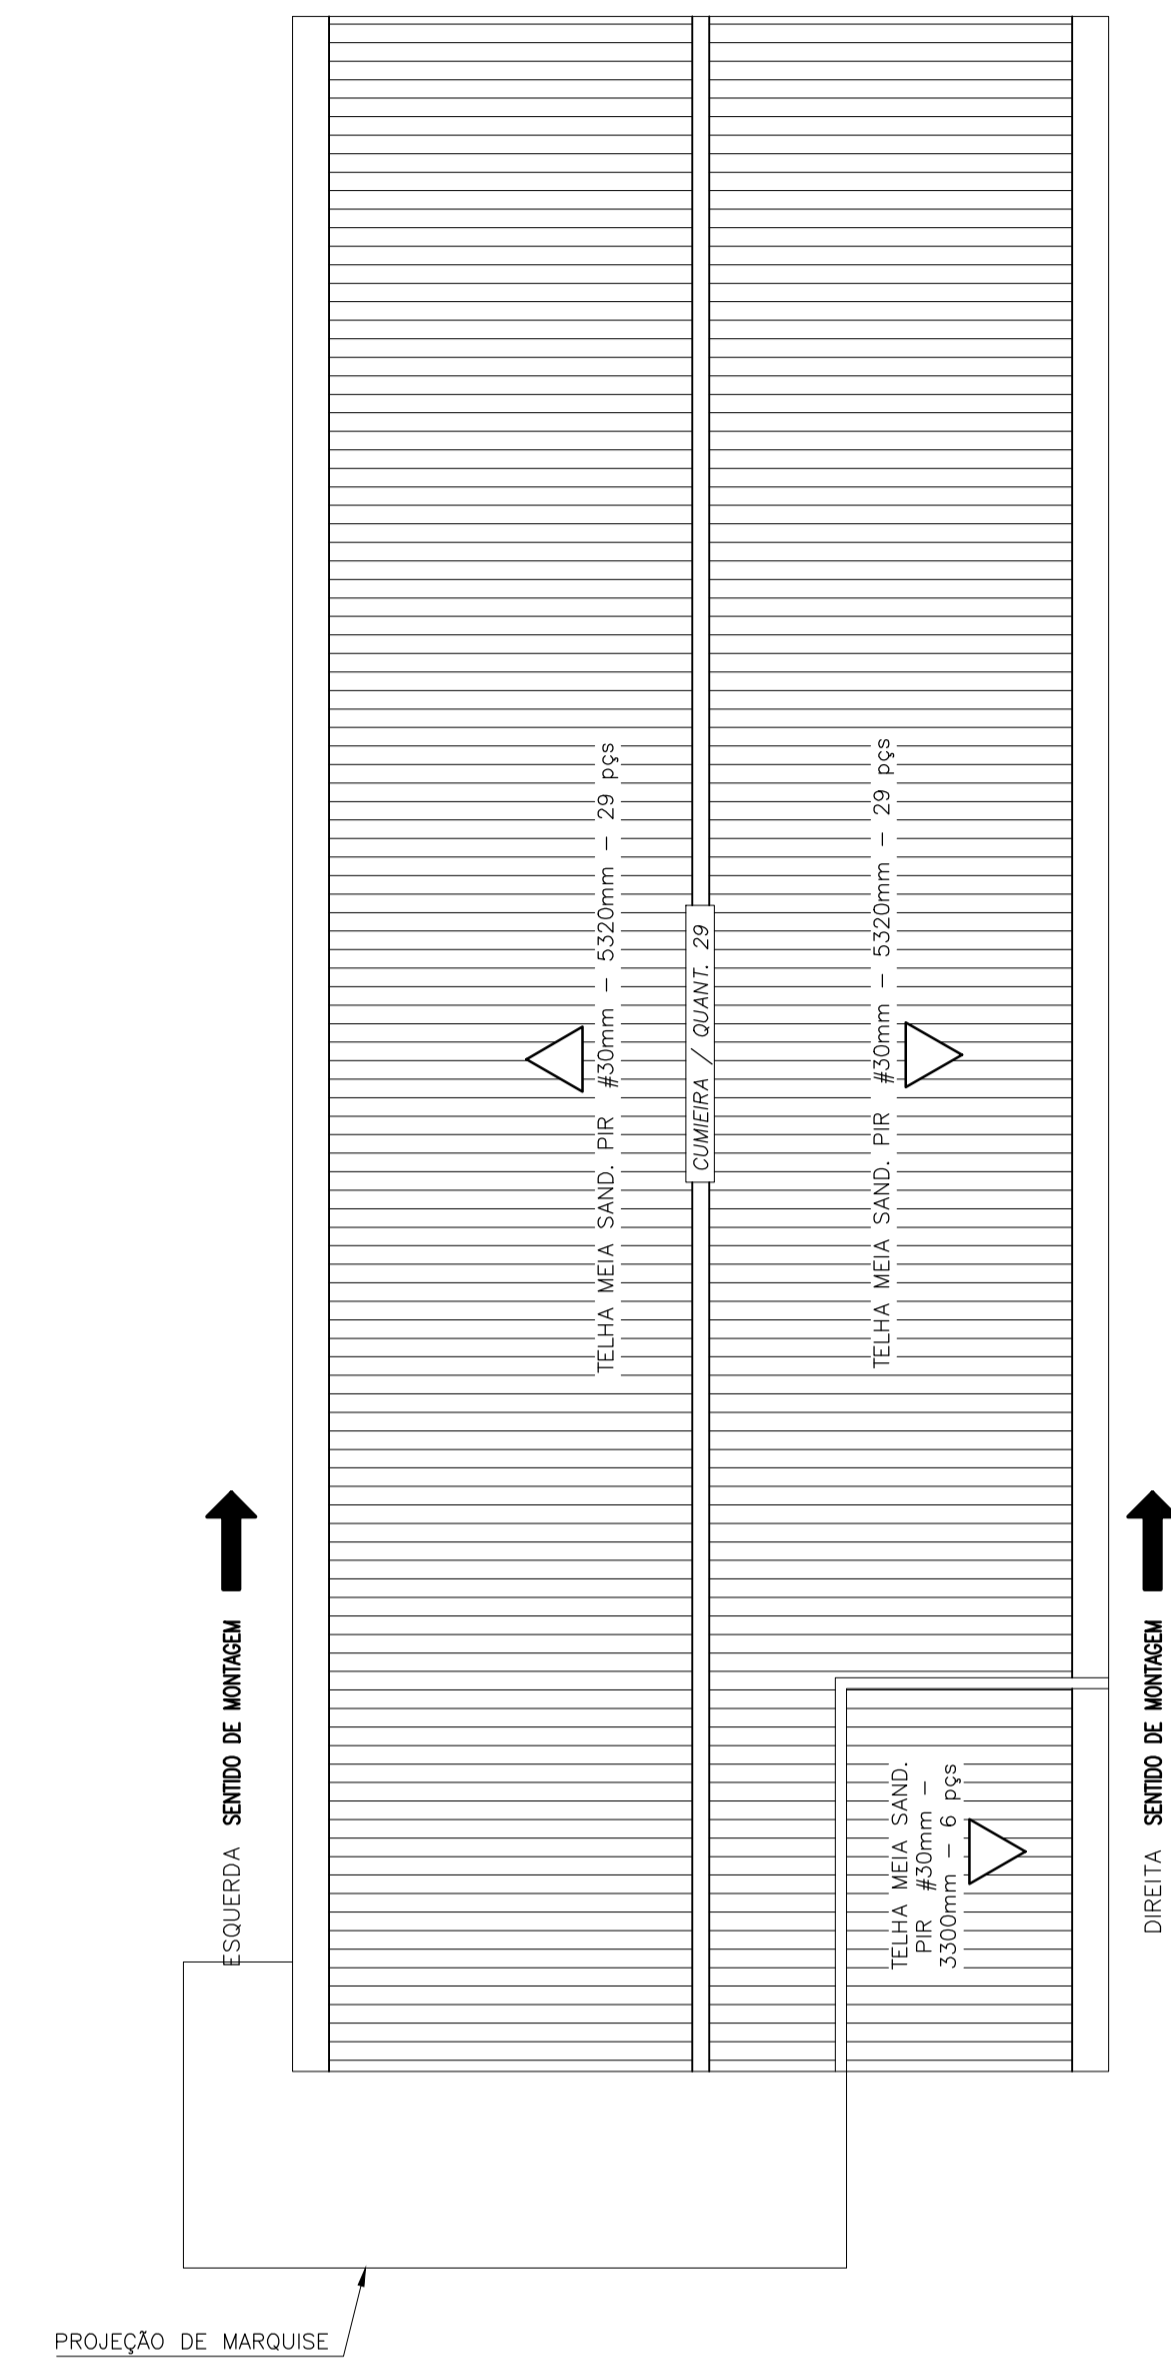 TELHA MEIA SAND. PIR #30mm - 5320mm - 29 pçs
CUMIEIRA / QUANT. 29
TELHA MEIA SAND. PIR #30mm - 5320mm - 29 pçs
ESQUERDA SENTIDO DE MONTAGEM
DIREITA SENTIDO DE MONTAGEM
TELHA MEIA SAND.
PIR #30mm -
3300mm - 6 pçs
PROJEÇÃO DE MARQUISE